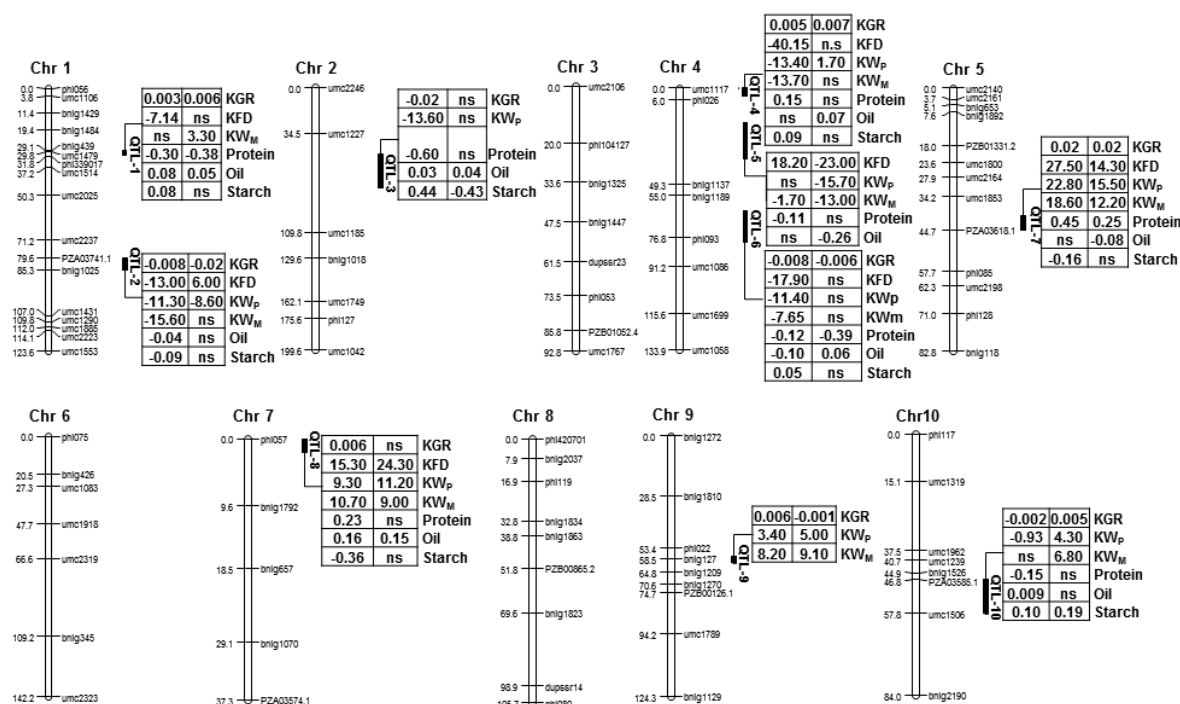 Chr 1
0.0 phi056
3.8 umc1106
11.4 bnlg1429
19.4 bnlg1484
29.1 bnlg439
29.8 umc1479
31.8 phi339017
37.2 umc1514
50.3 umc2025
71.2 umc2237
79.6 PZA03741.1
85.3 bnlg1025
107.0 umc1431
109.8 umc1290
112.0 umc1885
114.1 umc2223
123.6 umc1553
QTL-1
0.003 0.006 KGR
-7.14 ns KFD
ns 3.30 KWM
-0.30 -0.38 Protein
0.08 0.05 Oil
0.08 ns Starch
QTL-2
-0.008 -0.02 KGR
-13.00 6.00 KFD
-11.30 -8.60 KWP
-15.60 ns KWM
-0.04 ns Oil
-0.09 ns Starch
Chr 2
0.0 umc2246
34.5 umc1227
109.8 umc1185
129.6 bnlg1018
162.1 umc1749
175.6 phi127
199.6 umc1042
QTL-3
-0.02 ns KGR
-13.60 ns KWP
-0.60 ns Protein
0.03 0.04 Oil
0.44 -0.43 Starch
Chr 3
0.0 umc2106
20.0 phi104127
33.6 bnlg1325
47.5 bnlg1447
61.5 dupssr23
73.5 phi053
85.8 PZB01052.4
92.8 umc1767
Chr 4
0.0 umc1117
6.0 phi026
49.3 bnlg1137
55.0 bnlg1189
76.8 phi093
91.2 umc1086
115.6 umc1699
133.9 umc1058
QTL-4
0.005 0.007 KGR
-40.15 n.s KFD
-13.40 1.70 KWP
-13.70 ns KWM
0.15 ns Protein
ns 0.07 Oil
0.09 ns Starch
QTL-5
18.20 -23.00 KFD
ns -15.70 KWP
-1.70 -13.00 KWM
-0.11 ns Protein
ns -0.26 Oil
QTL-6
-0.008 -0.006 KGR
-17.90 ns KFD
-11.40 ns KWp
-7.65 ns KWm
-0.12 -0.39 Protein
-0.10 0.06 Oil
0.05 ns Starch
Chr 5
0.0 umc2140
3.7 umc2161
5.1 bnlg653
7.6 bnlg1892
18.0 PZB01331.2
23.6 umc1800
27.9 umc2164
34.2 umc1853
44.7 PZA03618.1
57.7 phi085
62.3 umc2198
71.0 phi128
82.8 bnlg118
QTL-7
0.02 0.02 KGR
27.50 14.30 KFD
22.80 15.50 KWP
18.60 12.20 KWM
0.45 0.25 Protein
ns -0.08 Oil
-0.16 ns Starch
Chr 6
0.0 phi075
20.5 bnlg426
27.3 umc1083
47.7 umc1918
66.6 umc2319
109.2 bnlg345
142.2 umc2323
Chr 7
0.0 phi057
9.6 bnlg1792
18.5 bnlg657
29.1 bnlg1070
37.3 PZA03574.1
QTL-8
0.006 ns KGR
15.30 24.30 KFD
9.30 11.20 KWP
10.70 9.00 KWM
0.23 ns Protein
0.16 0.15 Oil
-0.36 ns Starch
Chr 8
0.0 phi420701
7.9 bnlg2037
16.9 phi119
32.8 bnlg1834
38.8 bnlg1863
51.8 PZB00865.2
69.6 bnlg1823
98.9 dupssr14
Chr 9
0.0 bnlg1272
28.5 bnlg1810
53.4 phi022
58.5 bnlg127
64.8 bnlg1209
70.6 bnlg1270
74.7 PZB00126.1
94.2 umc1789
124.3 bnlg1129
QTL-9
0.006 -0.001 KGR
3.40 5.00 KWP
8.20 9.10 KWM
Chr10
0.0 phi117
15.1 umc1319
37.5 umc1962
40.7 umc1239
44.9 bnlg1526
46.8 PZA03585.1
57.8 umc1506
84.0 bnlg2190
QTL-10
-0.002 0.005 KGR
-0.93 4.30 KWP
ns 6.80 KWM
-0.15 ns Protein
0.009 ns Oil
0.10 0.19 Starch